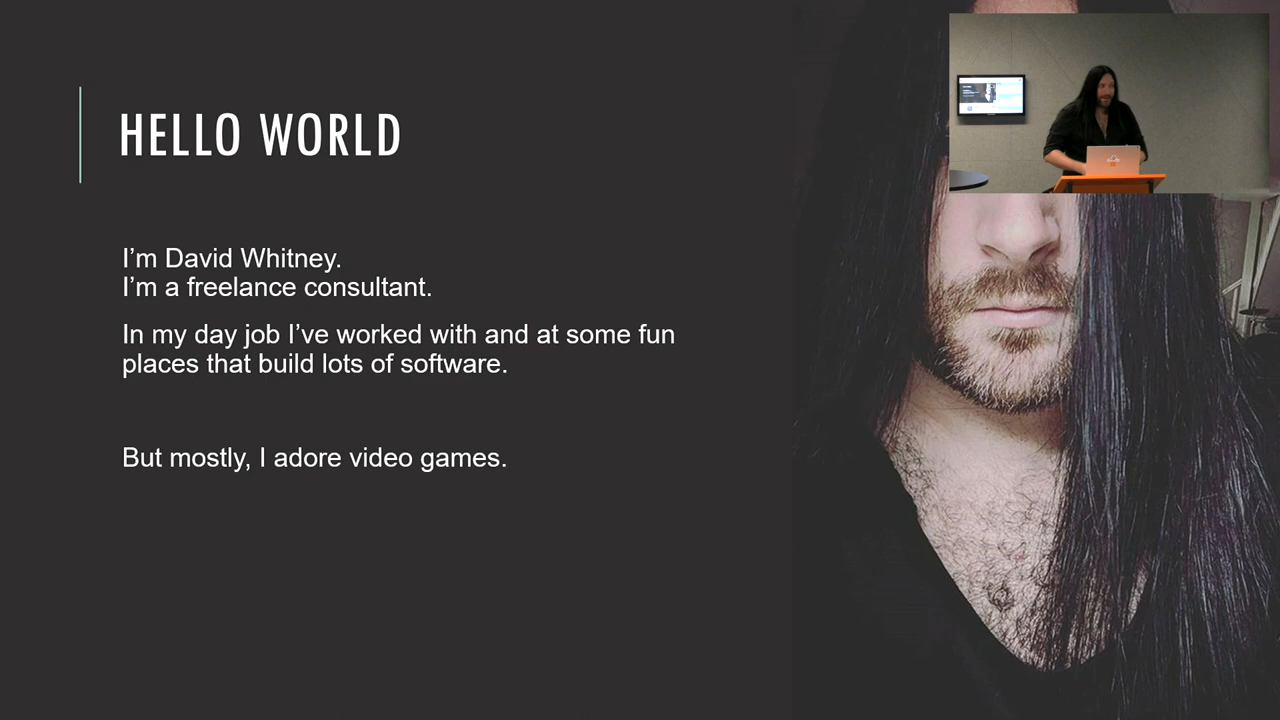 HELLO WORLD
I’m David Whitney.
I’m a freelance consultant.
In my day job I’ve worked with and at some fun
places that build lots of software.
But mostly, I adore video games.